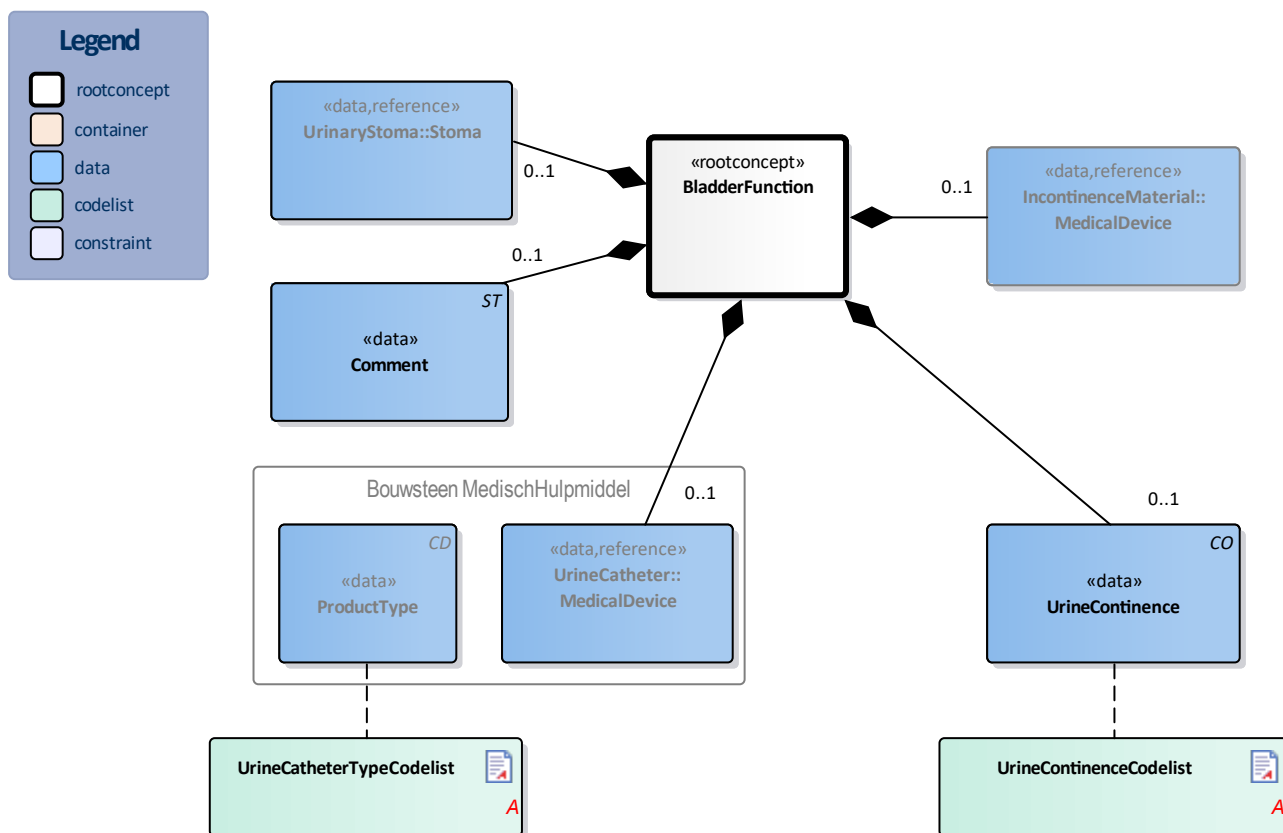 Legend
rootconcept
container
data
codelist
constraint
«data,reference»
UrinaryStoma::Stoma
0..1
«rootconcept»
BladderFunction
0..1
«data,reference»
IncontinenceMaterial::
MedicalDevice
0..1
ST
«data»
Comment
Bouwsteen MedischHulpmiddel
0..1
CD
«data»
ProductType
«data,reference»
UrineCatheter::
MedicalDevice
0..1
CO
«data»
UrineContinence
UrineCatheterTypeCodelist
A
A
UrineContinenceCodelist
A
A